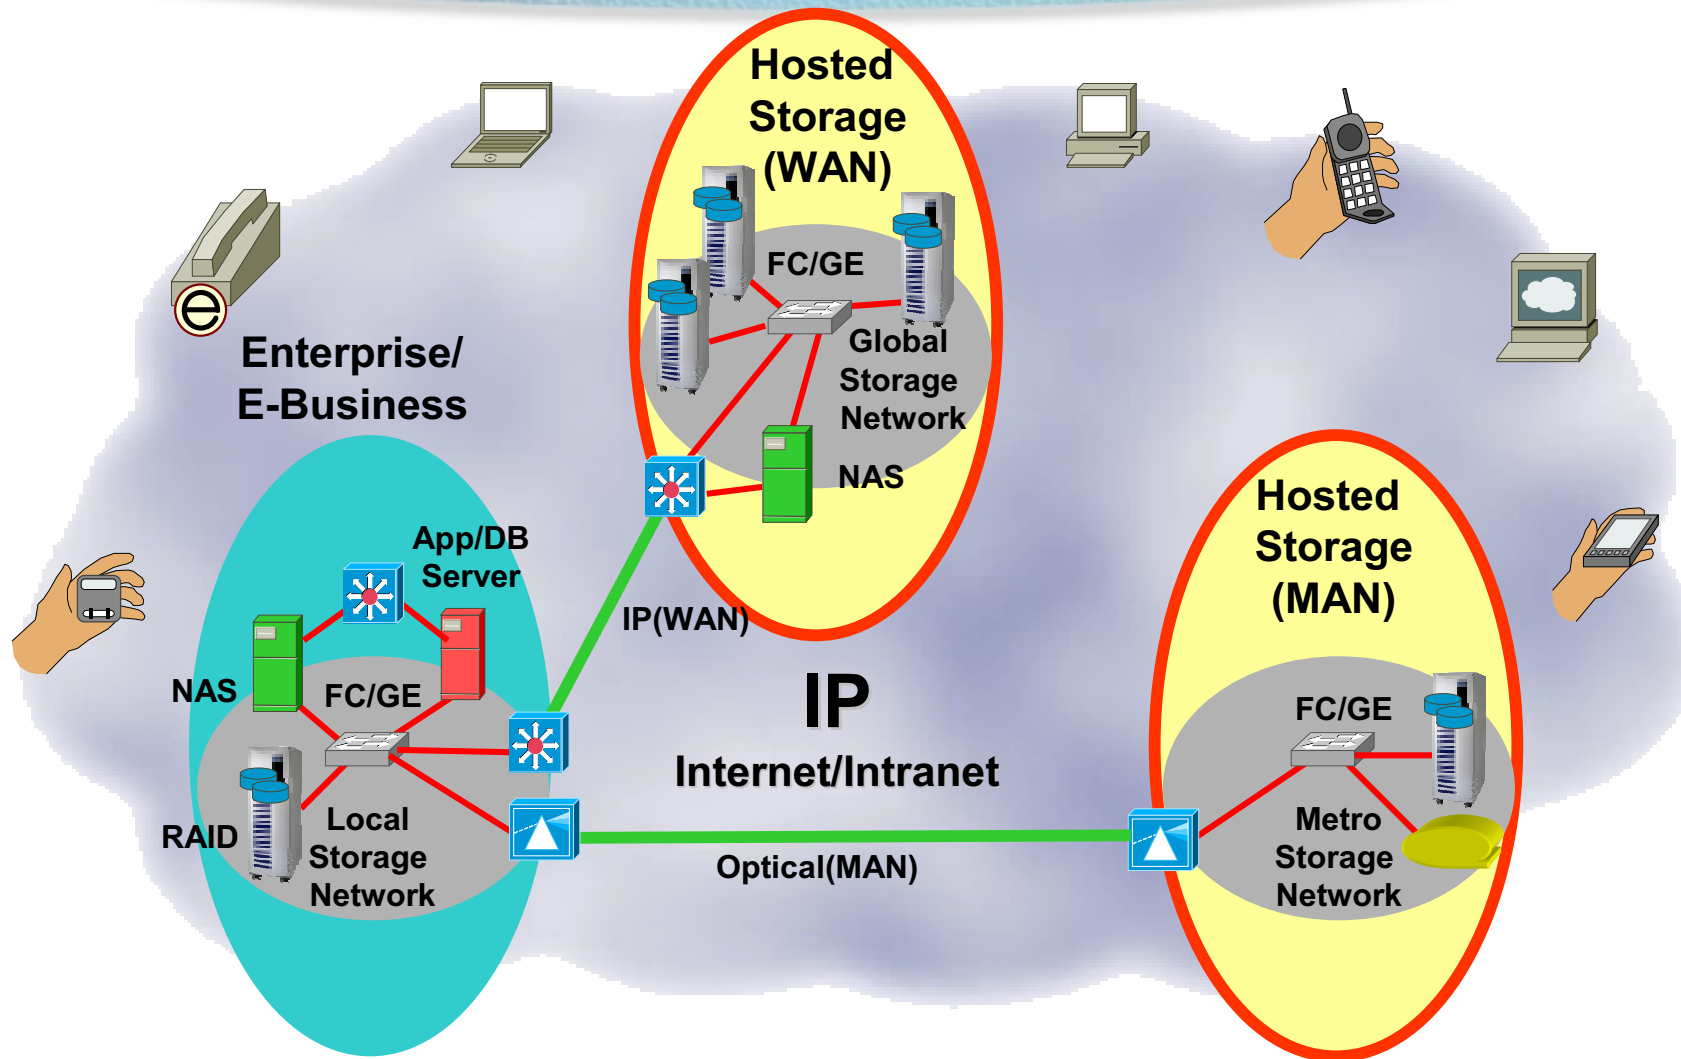 Hosted
Storage
(WAN)
FC/GE
Global
Storage
Network
NAS
Enterprise/
E-Business
e
App/DB
Server
NAS
FC/GE
RAID
Local
Storage
Network
IP(WAN)
IP
Internet/Intranet
Optical(MAN)
Hosted
Storage
(MAN)
FC/GE
Metro
Storage
Network